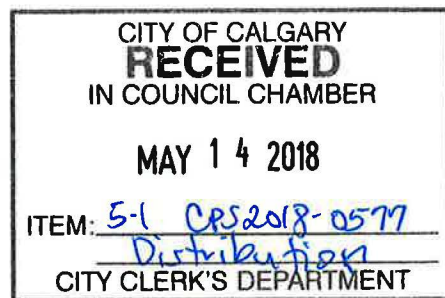 CITY OF CALGARY
RECEIVED
IN COUNCIL CHAMBER
MAY 14 2018
ITEM: 5-1 CPS2018-0577
Distribution
CITY CLERK'S DEPARTMENT